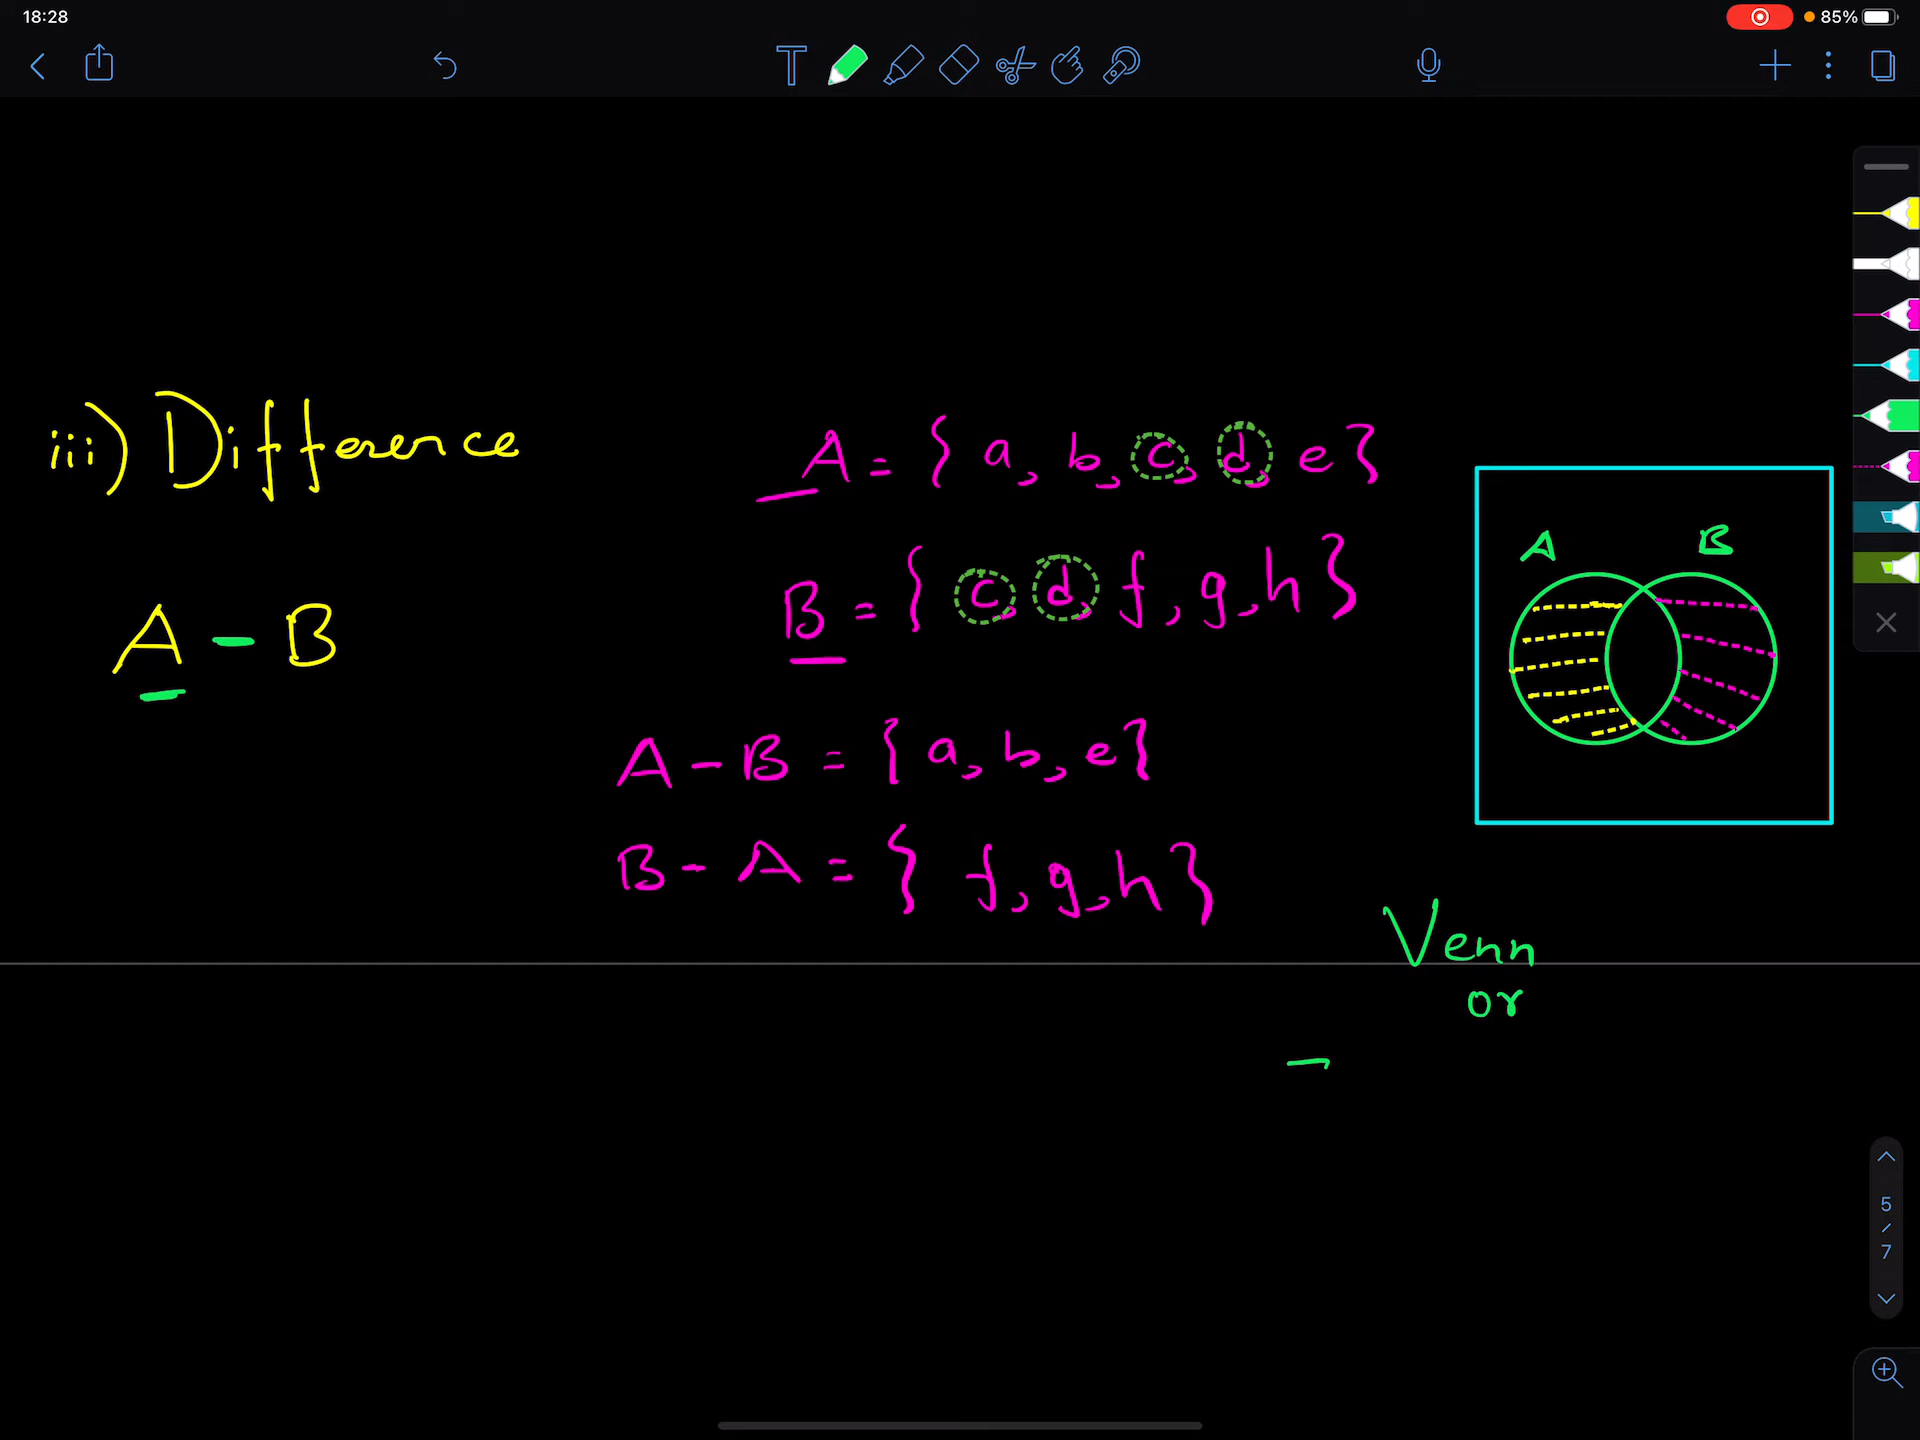 18:28
85%
T
iii) Difference
A = { a, b, c, d, e }
A B
B = { c, d, f, g, h }
A - B
A - B = { a, b, e }
B - A = { f, g, h }
Venn
or
5
/
7